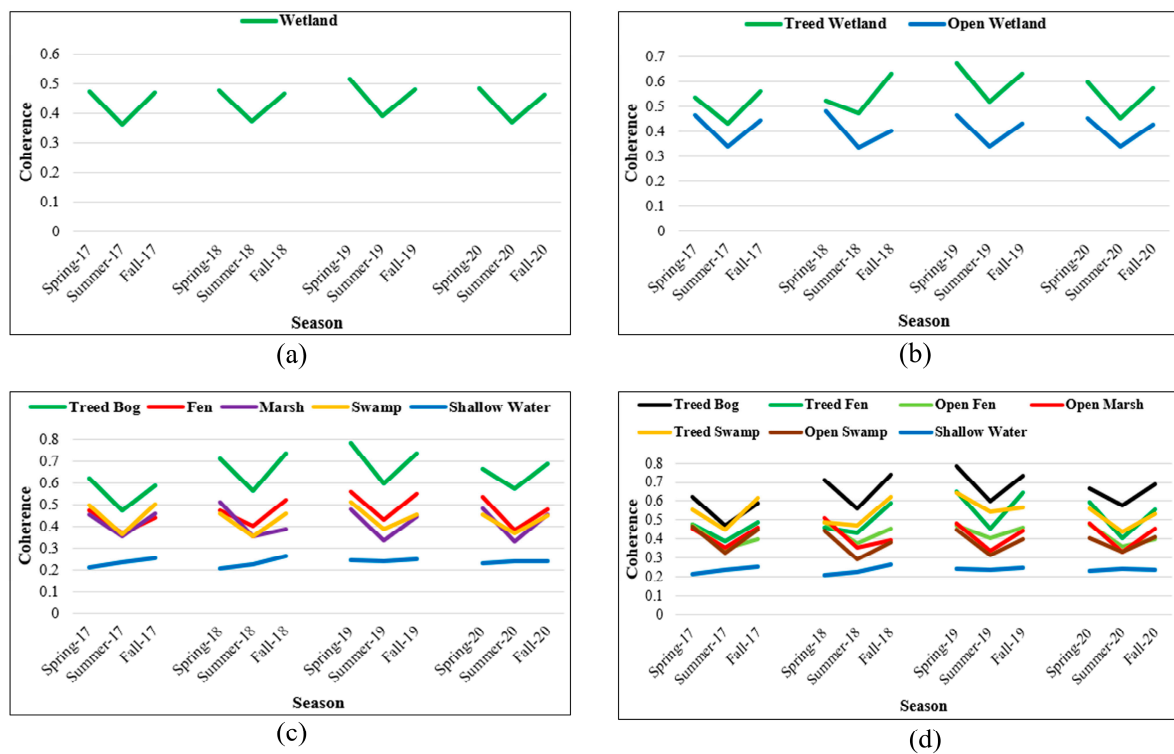 Wetland
0.6
0.5
0.4
0.3
0.2
0.1
0
Coherence
Spring-17
Summer-17
Fall-17
Spring-18
Summer-18
Fall-18
Spring-19
Summer-19
Fall-19
Spring-20
Summer-20
Fall-20
Season
(a)
Treed Wetland Open Wetland
0.7
0.6
0.5
0.4
0.3
0.2
0.1
0
Coherence
Spring-17
Summer-17
Fall-17
Spring-18
Summer-18
Fall-18
Spring-19
Summer-19
Fall-19
Spring-20
Summer-20
Fall-20
Season
(b)
Treed Bog Fen Marsh Swamp Shallow Water
0.8
0.7
0.6
0.5
0.4
0.3
0.2
0.1
0
Coherence
Spring-17
Summer-17
Fall-17
Spring-18
Summer-18
Fall-18
Spring-19
Summer-19
Fall-19
Spring-20
Summer-20
Fall-20
Season
(c)
Treed Bog Treed Fen Open Fen Open Marsh
Treed Swamp Open Swamp Shallow Water
0.8
0.7
0.6
0.5
0.4
0.3
0.2
0.1
0
Coherence
Spring-17
Summer-17
Fall-17
Spring-18
Summer-18
Fall-18
Spring-19
Summer-19
Fall-19
Spring-20
Summer-20
Fall-20
Season
(d)